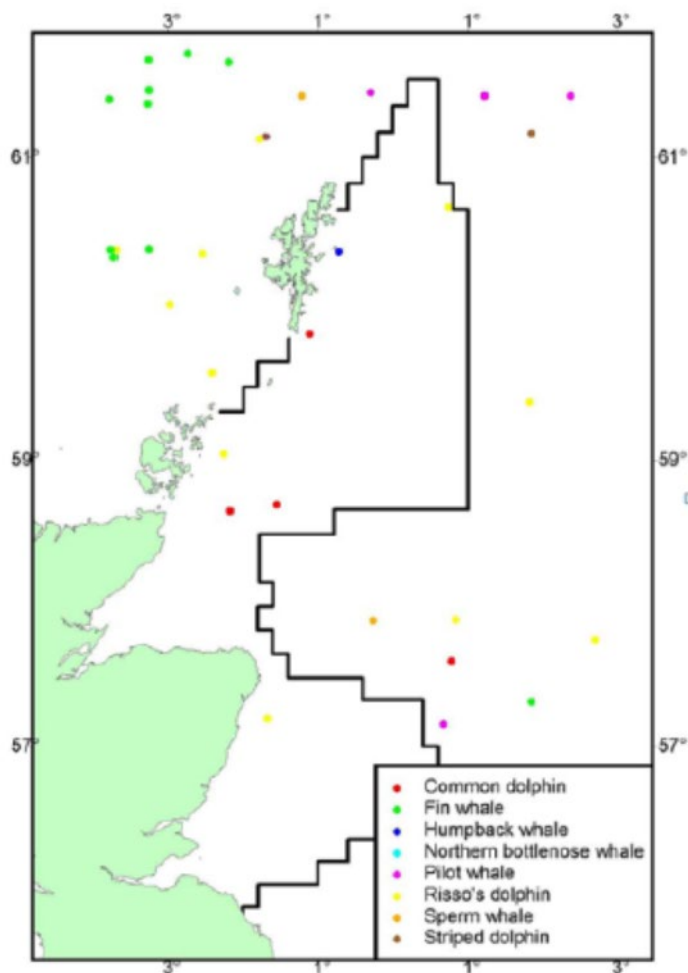 3° 1° 1° 3°
61° 61°
59° 59°
57° 57°
Common dolphin
Fin whale
Humpback whale
Northern bottlenose whale
Pilot whale
Risso's dolphin
Sperm whale
Striped dolphin
3° 1° 1° 3°